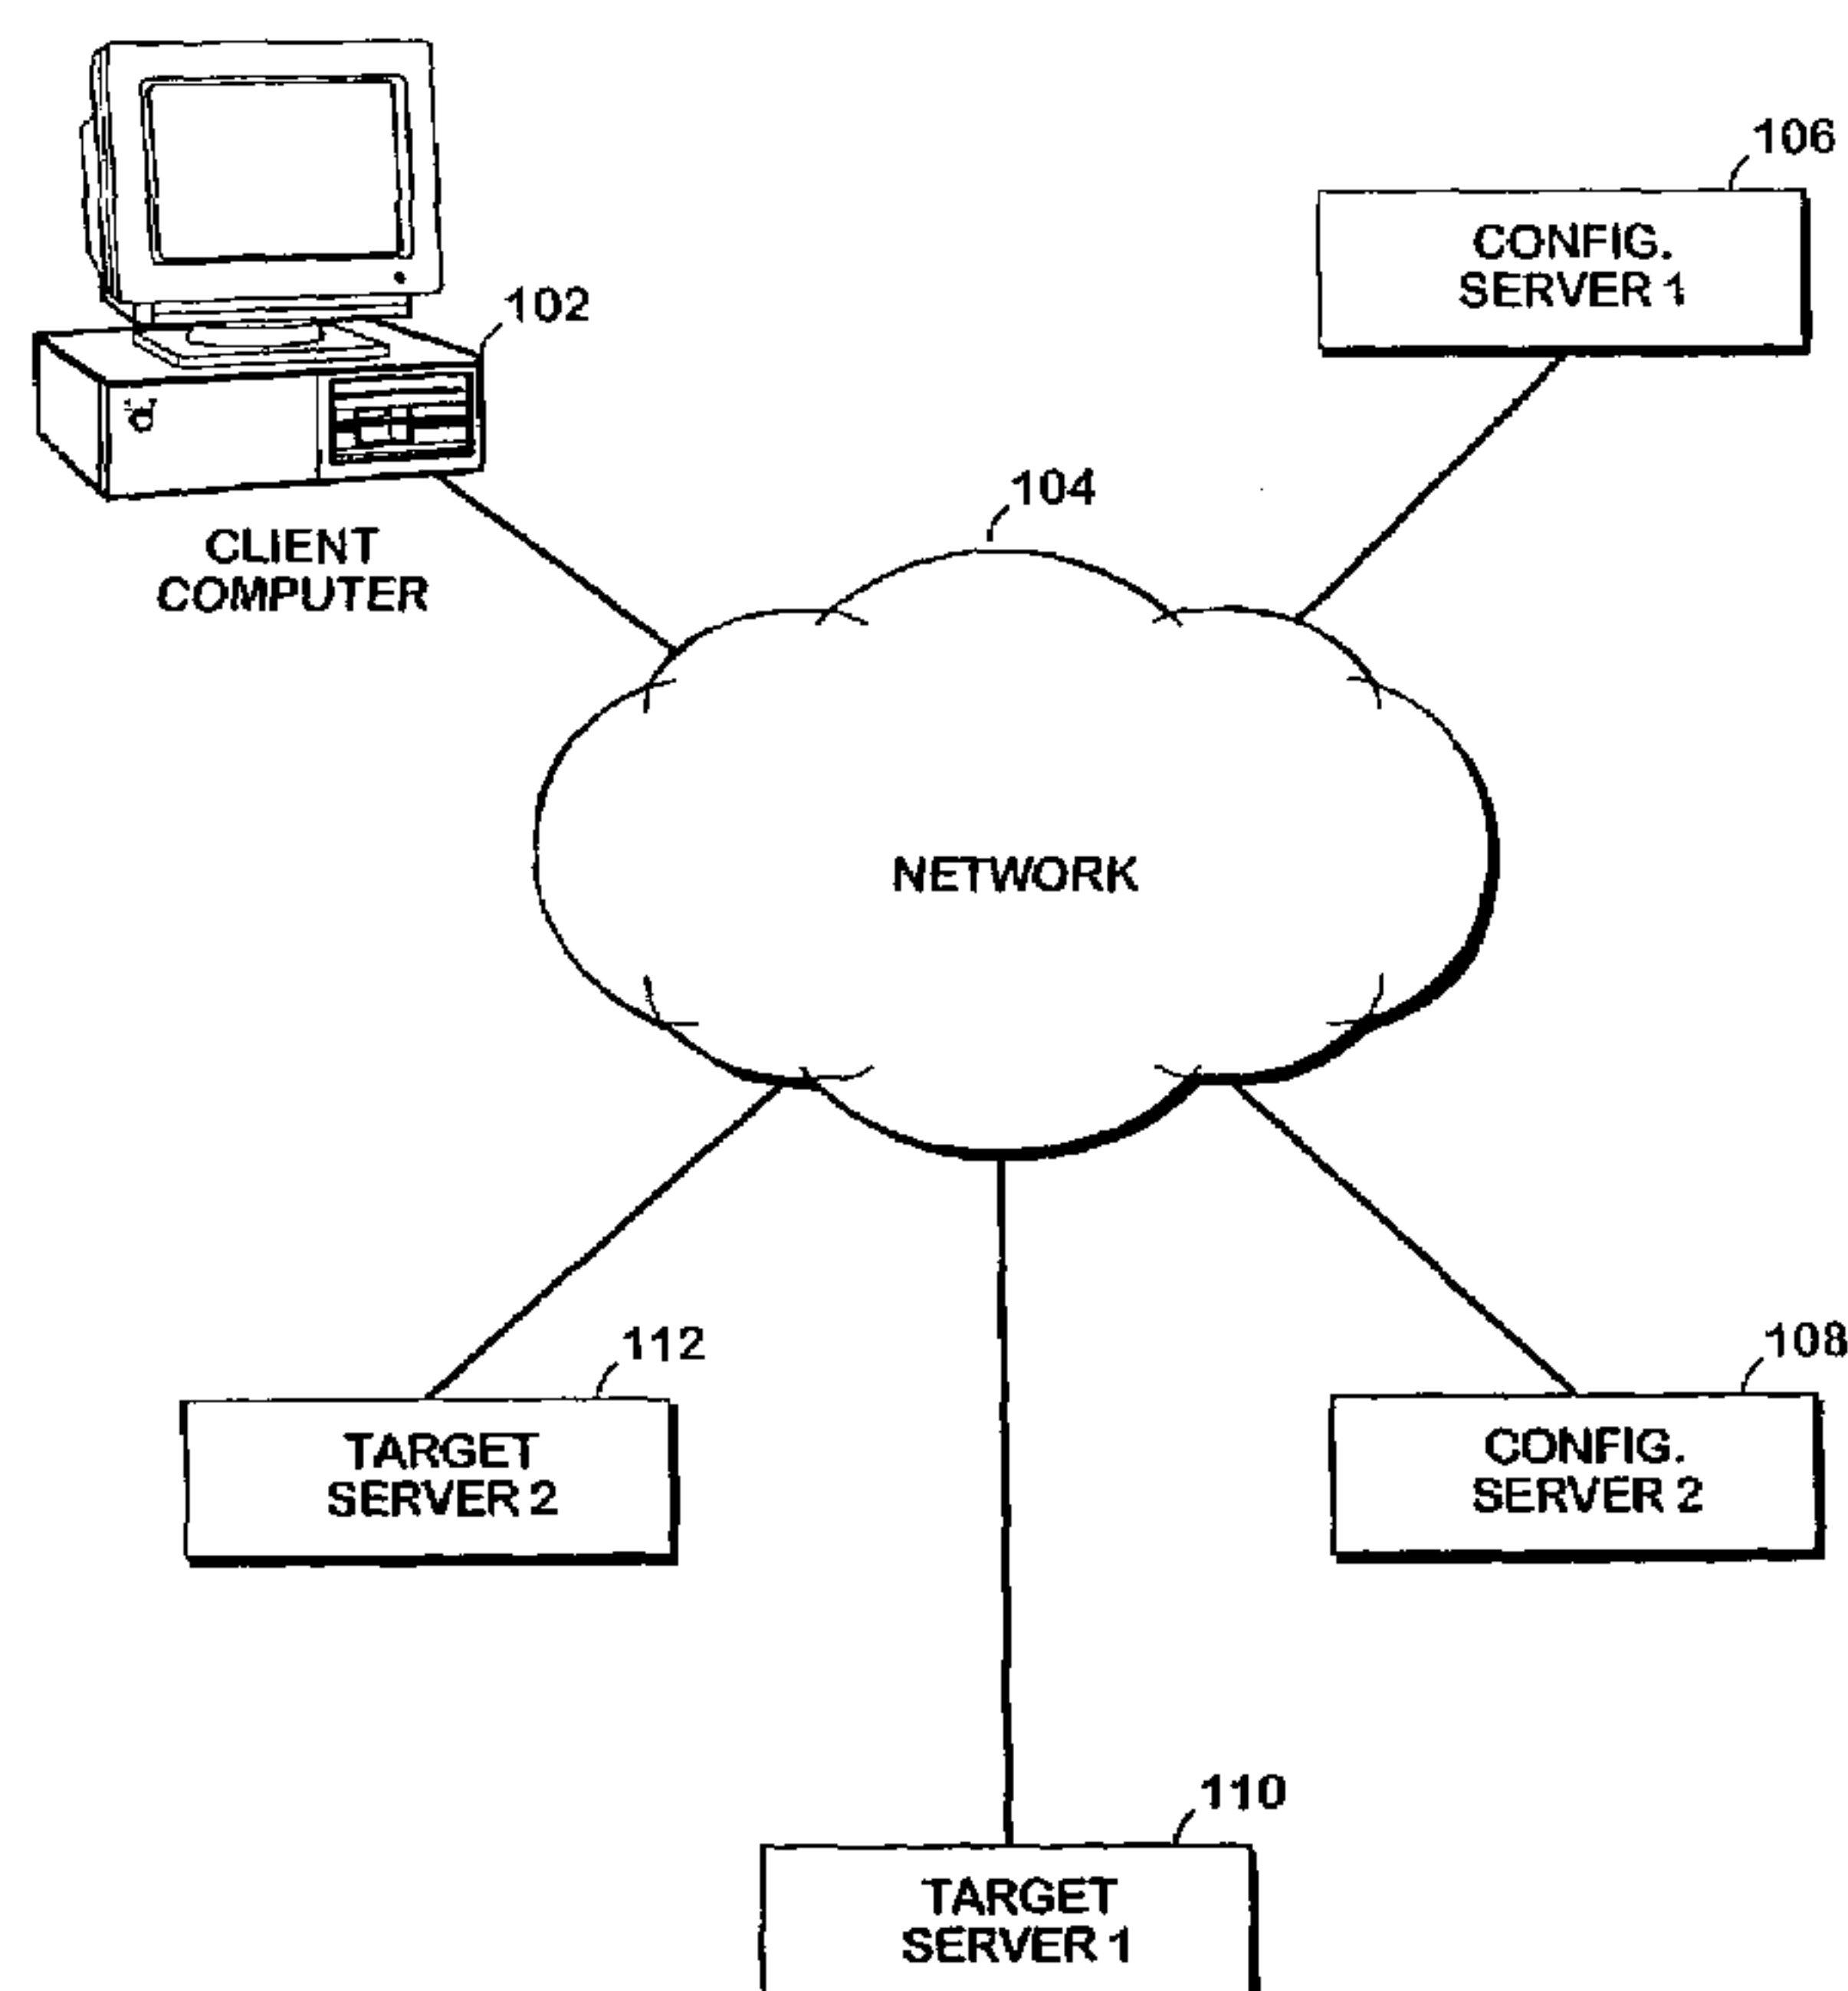 106
CONFIG.
SERVER 1
102
CLIENT
COMPUTER
104
NETWORK
112
TARGET
SERVER 2
108
CONFIG.
SERVER 2
110
TARGET
SERVER 1